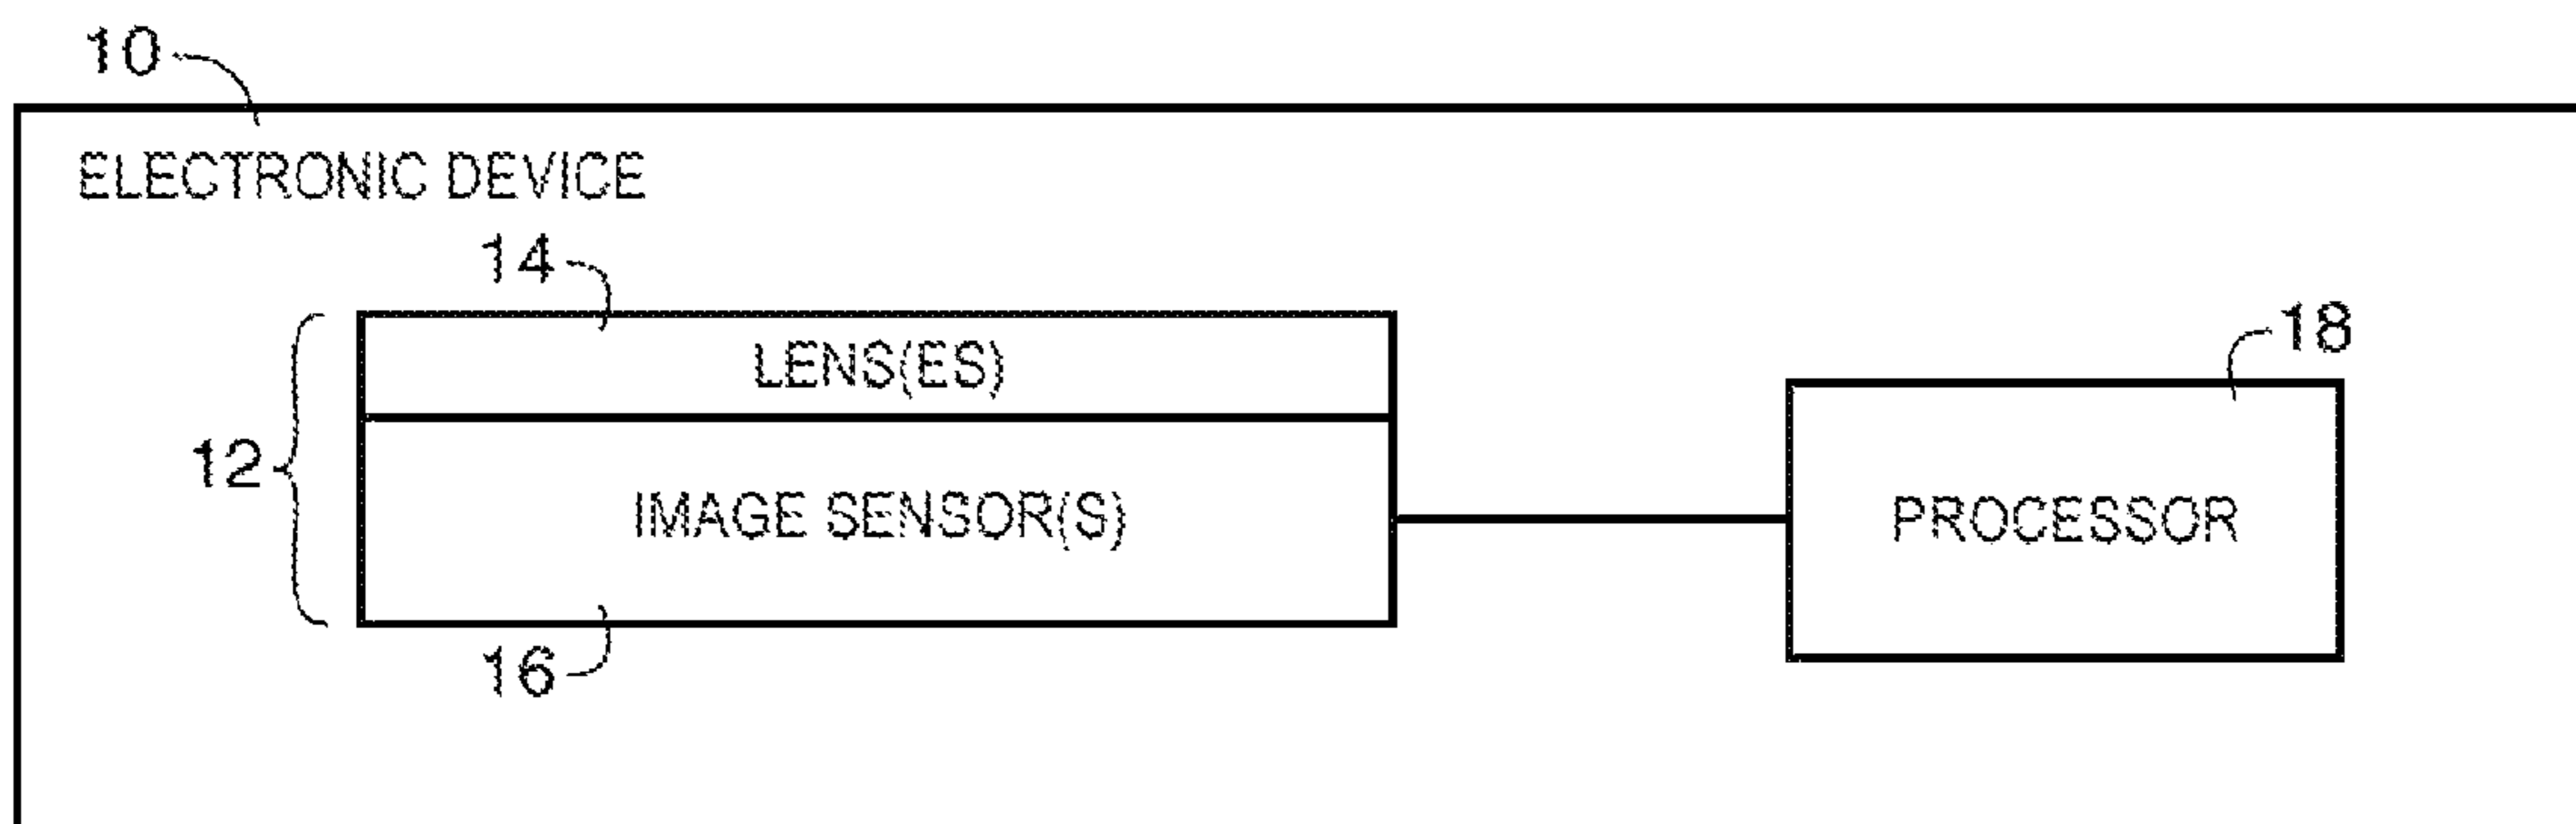 10
ELECTRONIC DEVICE
14
LENS(ES)
18
12
IMAGE SENSOR(S)
PROCESSOR
16